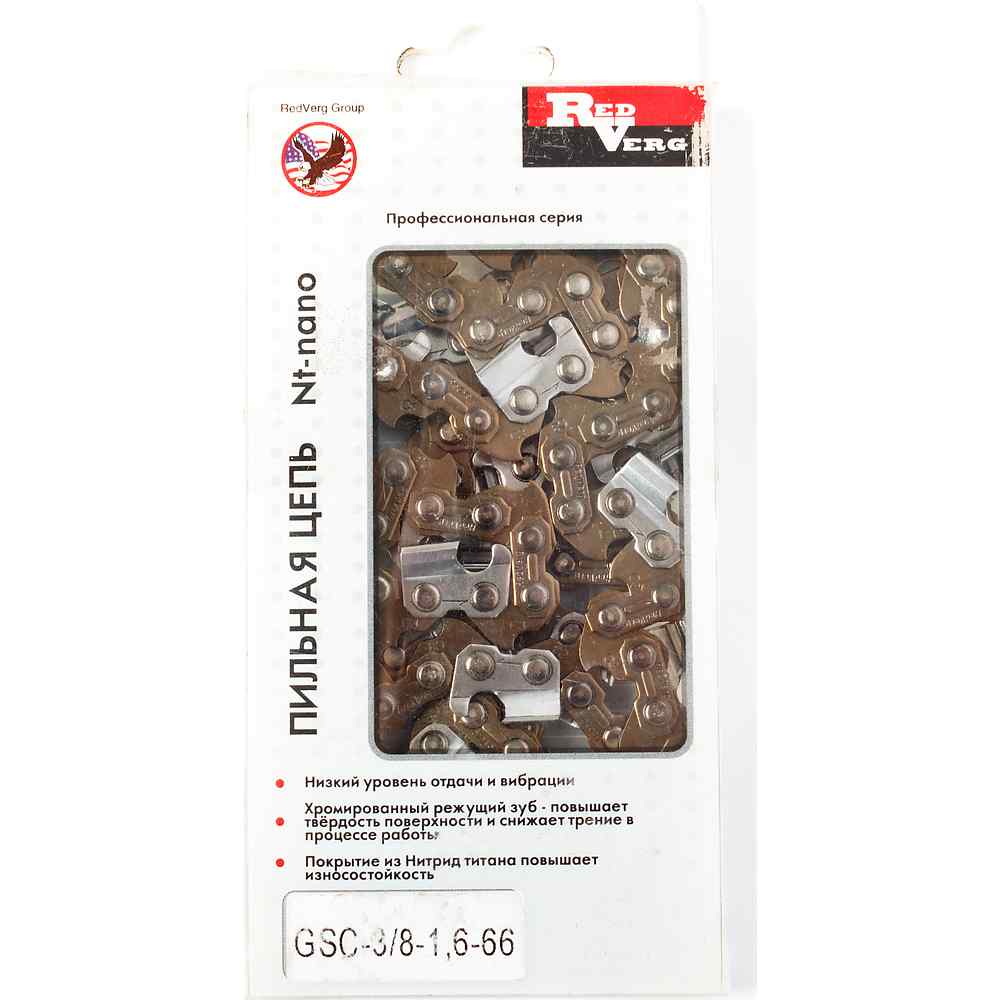 RedVerg Group
RED
VERG
Профессиональная серия
ПИЛЬНАЯ ЦЕПЬ Nt-nano
Низкий уровень отдачи и вибрации
Хромированный режущий зуб - повышает
твёрдость поверхности и снижает трение в
процессе работы
Покрытие из Нитрид титана повышает
износостойкость
GSC-3/8-1,6-66